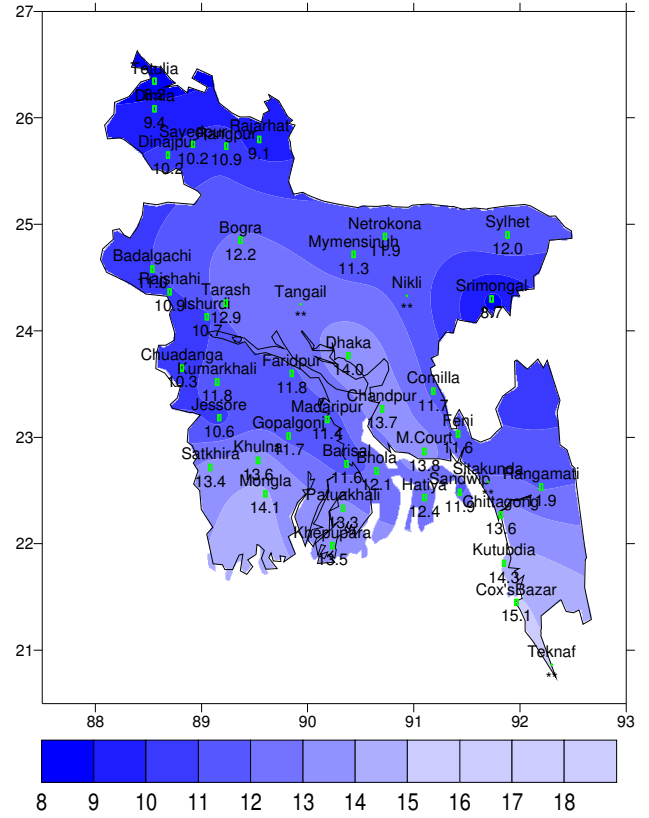 27
26
25
24
23
22
21
Tetulia
Dimla
9.4
Rajarhat
9.1
Sayedpur
10.2
Rangpur
10.9
Dinajpur
10.2
Sylhet
12.0
Netrokona
11.9
Bogra
12.2
Mymensingh
11.3
Badalgachi
11.0
Rajshahi
10.9
Nikli
**
Srimongal
8.7
Tarash
12.9
Tangail
**
Ishurdi
10.7
Dhaka
14.0
Chuadanga
10.3
Faridpur
11.8
Kumarkhali
11.8
Comilla
11.7
Chandpur
13.7
Jessore
10.6
Madaripur
11.4
Feni
11.6
Gopalgonj
11.7
M.Court
13.8
Khulna
13.6
Satkhira
13.4
Barisal
11.6
Bhola
12.1
Sitakunda
**
Rangamati
11.9
Sandwip
11.9
Hatiya
12.4
Mongla
14.1
Patuakhali
13.3
Chittagong
13.6
Khepupara
13.5
Kutubdia
14.3
Cox'sBazar
15.1
Teknaf
**
88 89 90 91 92 93
8 9 10 11 12 13 14 15 16 17 18